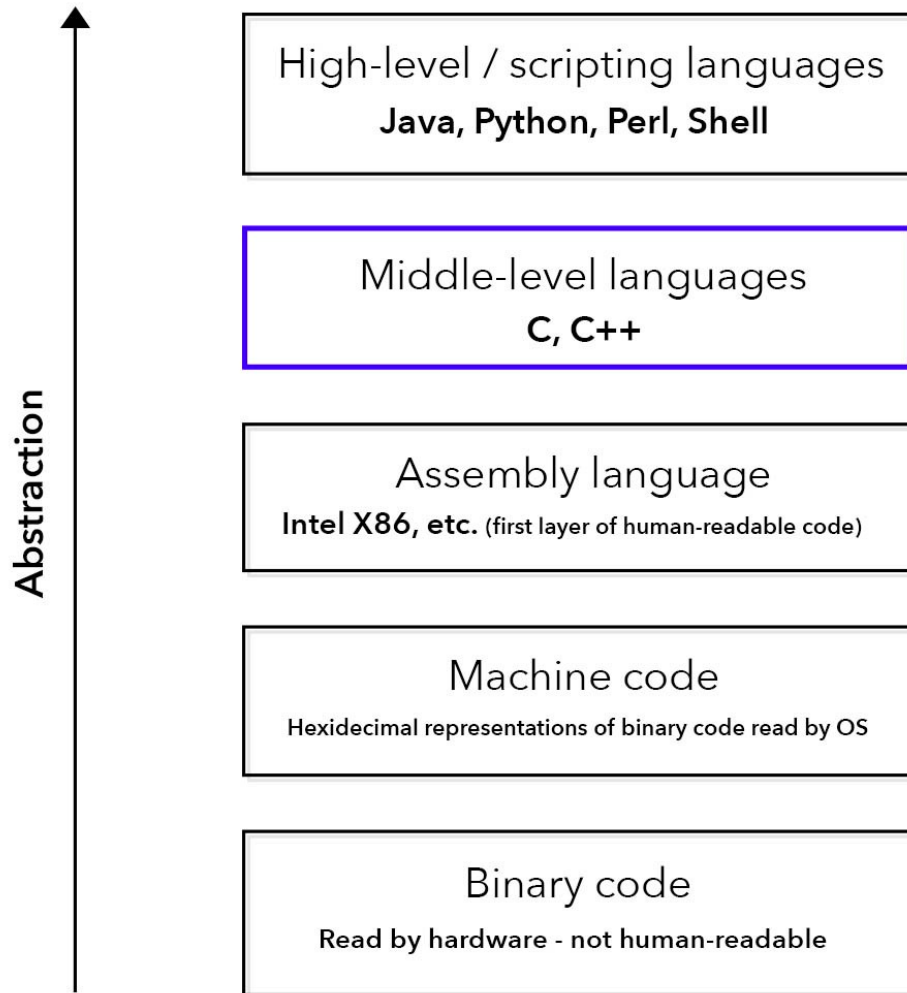 High-level / scripting languages
Java, Python, Perl, Shell
Middle-level languages
C, C++
Abstraction
Assembly language
Intel X86, etc. (first layer of human-readable code)
Machine code
Hexidecimal representations of binary code read by OS
Binary code
Read by hardware - not human-readable